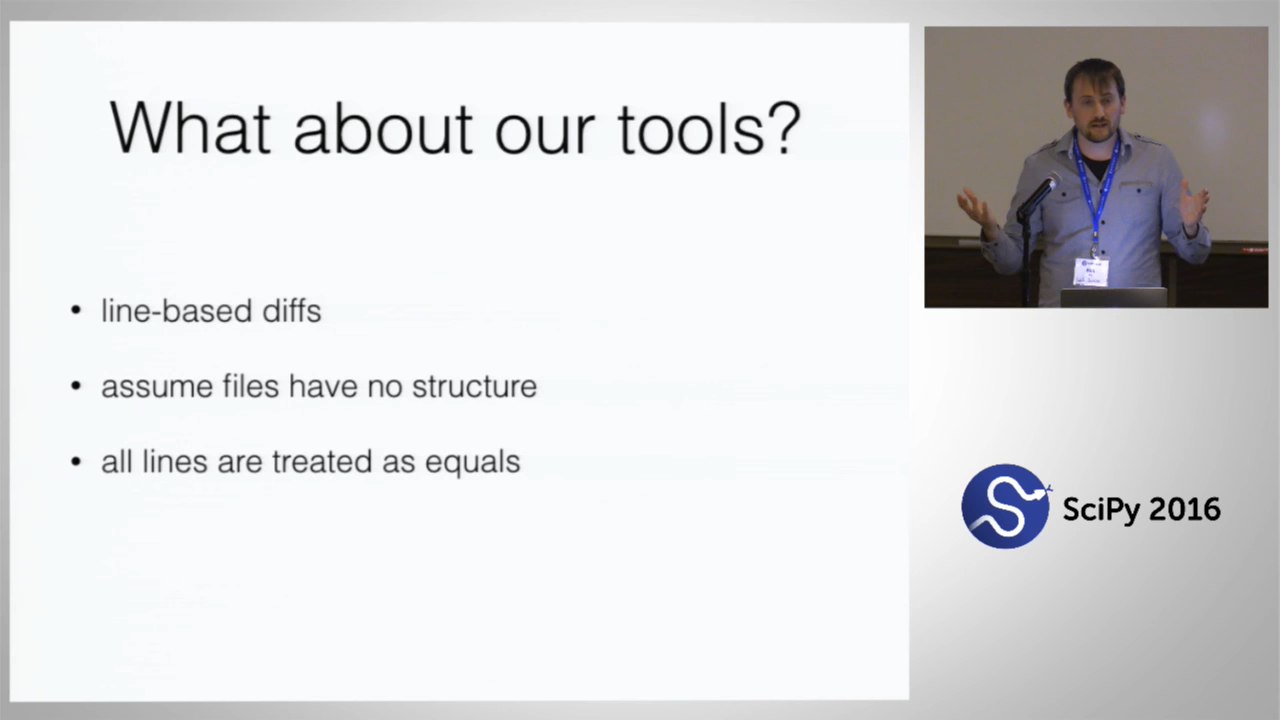 What about our tools?
• line-based diffs
• assume files have no structure
• all lines are treated as equals
SciPy 2016